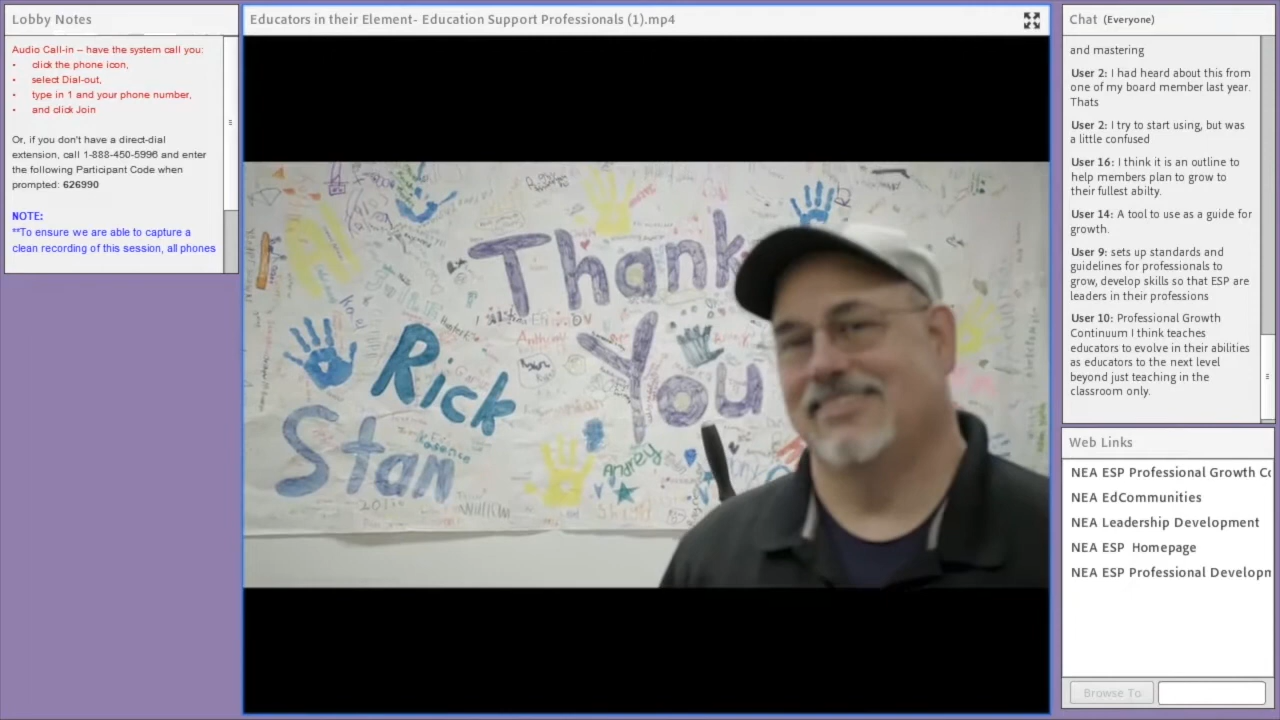 Lobby Notes
Audio Call-in – have the system call you:
• click the phone icon,
• select Dial-out,
• type in 1 and your phone number,
• and click Join
Or, if you don't have a direct-dial
extension, call 1-888-450-5996 and enter
the following Participant Code when
prompted: 626990
NOTE:
**To ensure we are able to capture a
clean recording of this session, all phones
Educators in their Element- Education Support Professionals (1).mp4
Thank
You
Rick
Stan
Chat (Everyone)
and mastering
User 2: I had heard about this from
one of my board member last year.
Thats
User 2: I try to start using, but was
a little confused
User 16: I think it is an outline to
help members plan to grow to
their fullest abilty.
User 14: A tool to use as a guide for
growth.
User 9: sets up standards and
guidelines for professionals to
grow, develop skills so that ESP are
leaders in their professions
User 10: Professional Growth
Continuum I think teaches
educators to evolve in their abilities
as educators to the next level
beyond just teaching in the
classroom only.
Web Links
NEA ESP Professional Growth Co
NEA EdCommunities
NEA Leadership Development
NEA ESP Homepage
NEA ESP Professional Developm
Browse To